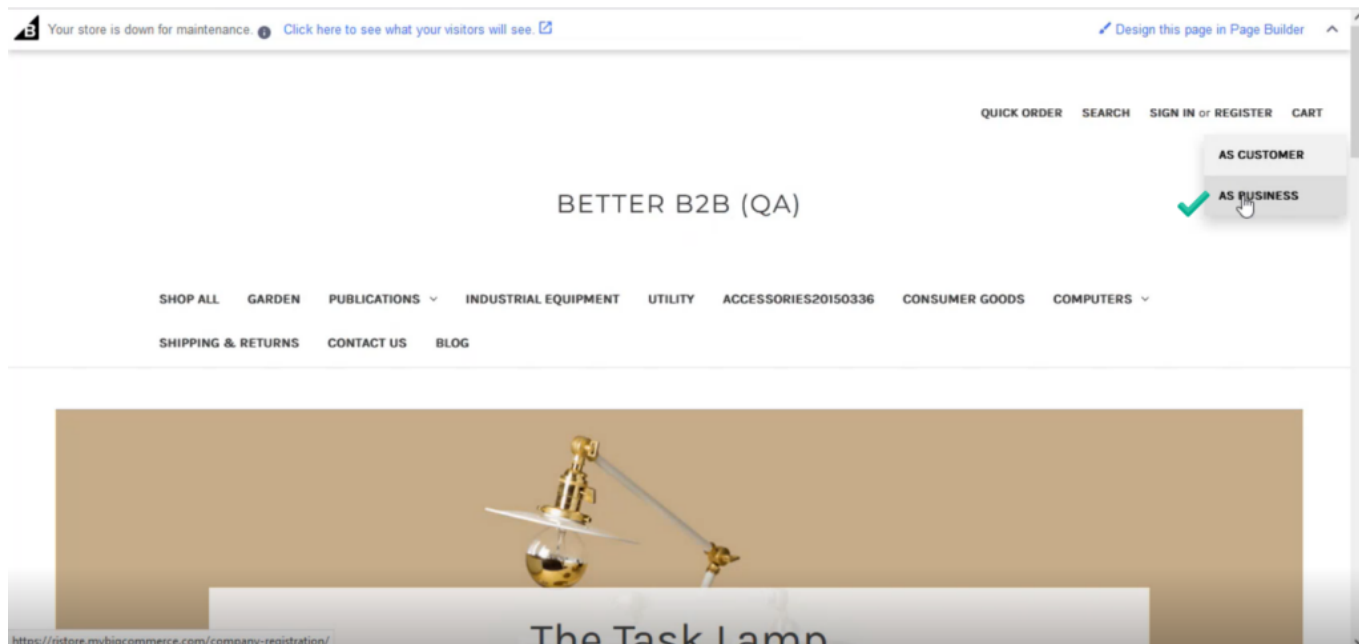 Your store is down for maintenance. Click here to see what your visitors will see. Design this page in Page Builder
QUICK ORDER SEARCH SIGN IN or REGISTER CART
AS CUSTOMER
BETTER B2B (QA)
AS BUSINESS
SHOP ALL GARDEN PUBLICATIONS INDUSTRIAL EQUIPMENT UTILITY ACCESSORIES20150336 CONSUMER GOODS COMPUTERS
SHIPPING & RETURNS CONTACT US BLOG
The Task Lamp
https://ristore.mybigcommerce.com/company-registration/